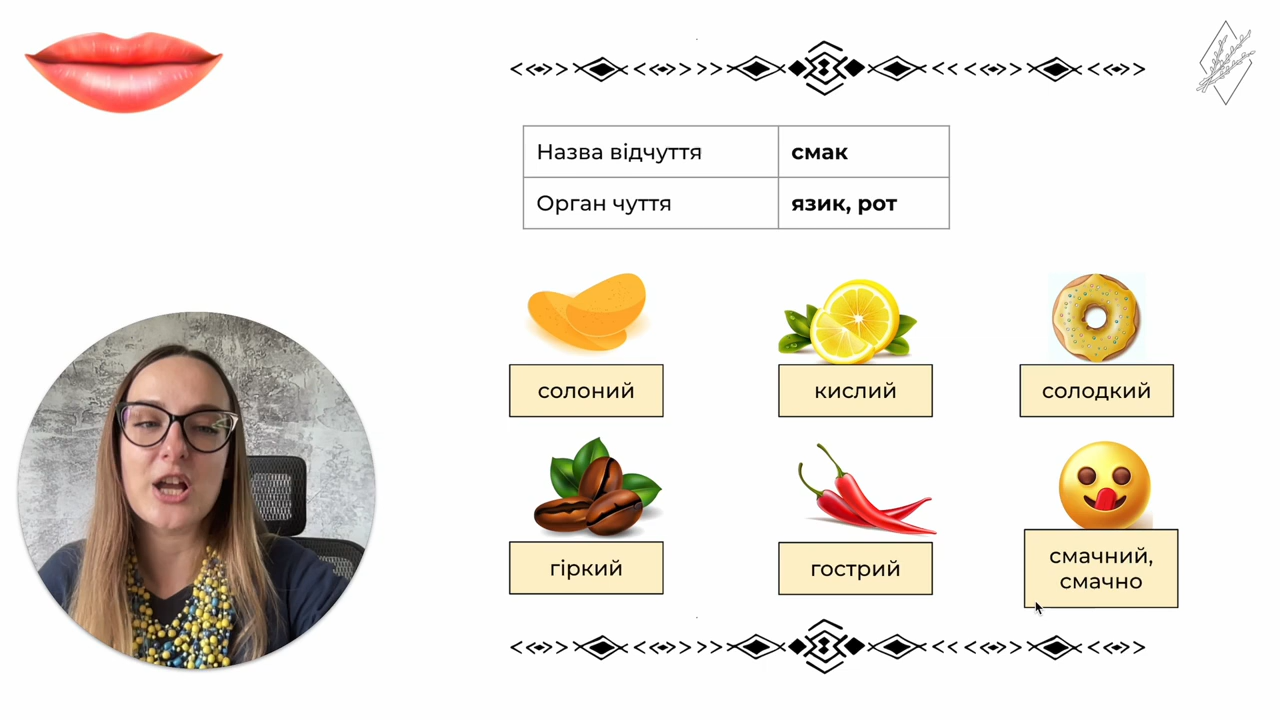 Назва відчуття смак
Орган чуття язик, рот
солоний кислий солодкий
гіркий гострий смачний,
смачно